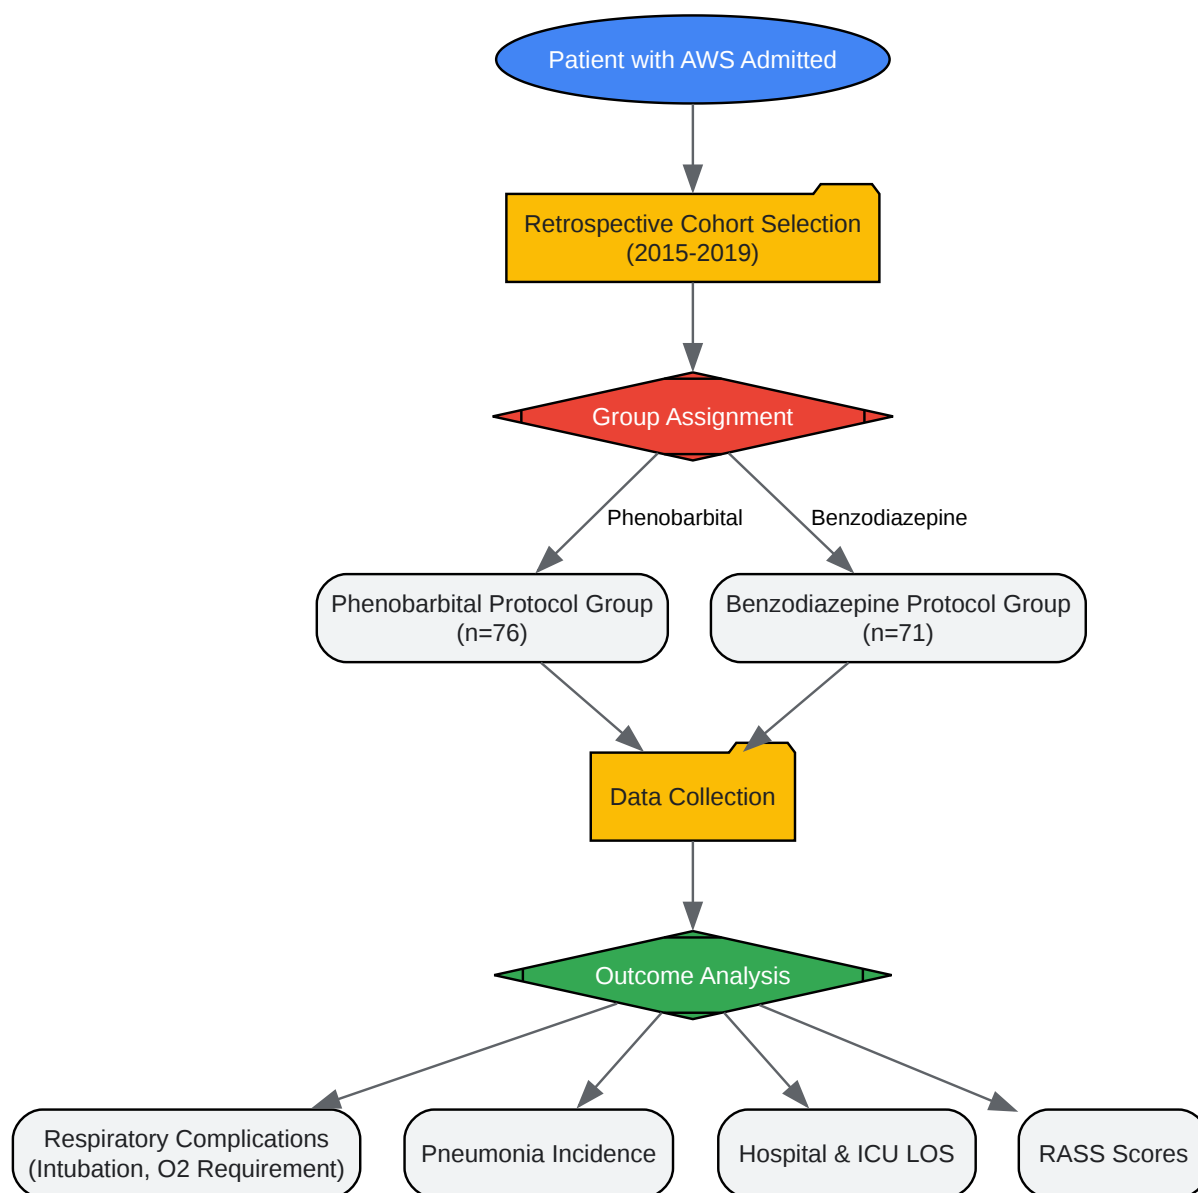 Patient with AWS Admitted
Retrospective Cohort Selection
(2015-2019)
Group Assignment
Phenobarbital
Benzodiazepine
Phenobarbital Protocol Group
(n=76)
Benzodiazepine Protocol Group
(n=71)
Data Collection
Outcome Analysis
Respiratory Complications
(Intubation, O2 Requirement)
Pneumonia Incidence
Hospital & ICU LOS
RASS Scores